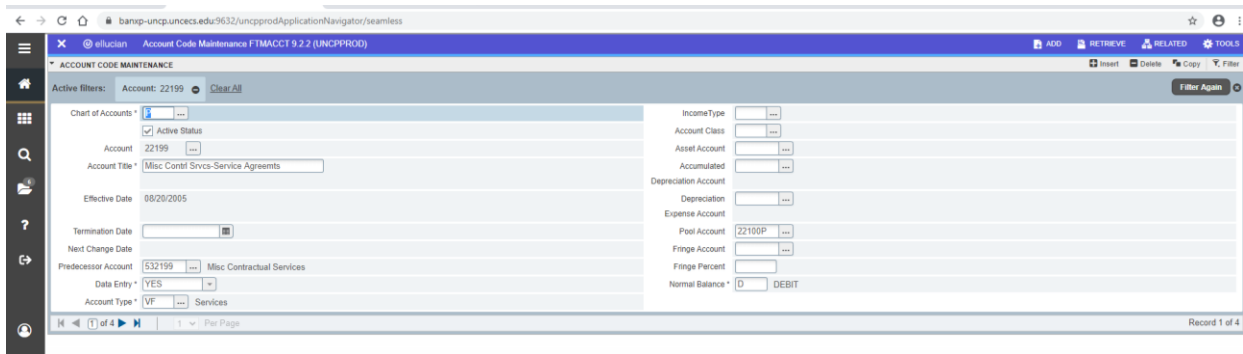 banxp-uncp.uncecs.edu:9632/uncpprodApplicationNavigator/seamless
ellucian Account Code Maintenance FTMACCT 9.2.2 (UNCPPROD) ADD RETRIEVE RELATED TOOLS
ACCOUNT CODE MAINTENANCE Insert Delete Copy Filter
Active filters: Account: 22199 Clear All Filter Again
Chart of Accounts * P ... IncomeType ...
Active Status Account Class ...
Account 22199 ... Asset Account ...
Account Title * Misc Contrl Srvcs-Service Agreemts Accumulated ...
Depreciation Account
Effective Date 08/20/2005 Depreciation ...
Expense Account
Termination Date Pool Account 22100P ...
Next Change Date Fringe Account ...
Predecessor Account 532199 ... Misc Contractual Services Fringe Percent
Data Entry * YES Normal Balance * D DEBIT
Account Type * VF ... Services
1 of 4 1 Per Page Record 1 of 4